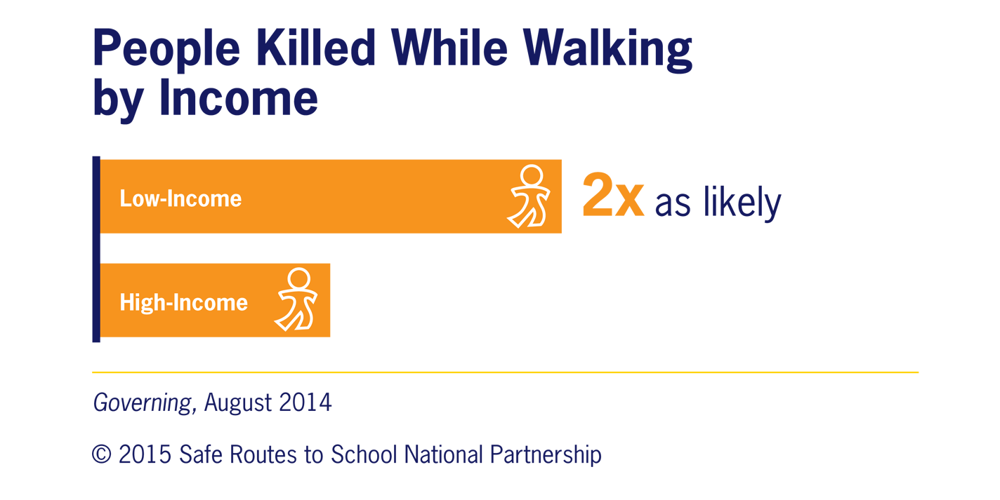 People Killed While Walking
by Income
Low-Income
2x as likely
High-Income
Governing, August 2014
© 2015 Safe Routes to School National Partnership